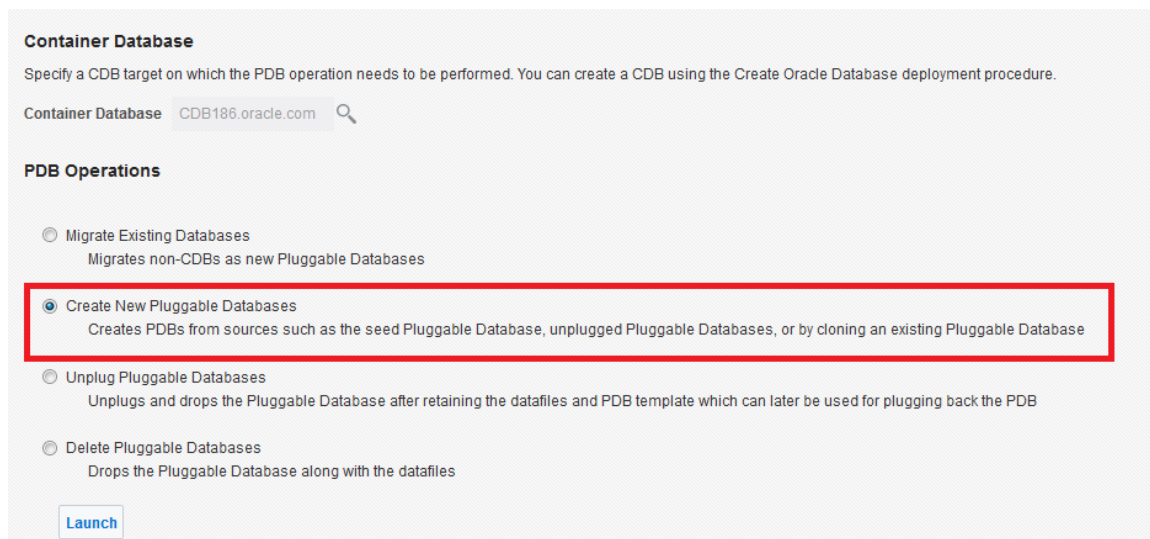 Container Database
Specify a CDB target on which the PDB operation needs to be performed. You can create a CDB using the Create Oracle Database deployment procedure.
Container Database CDB186.oracle.com
PDB Operations
Migrate Existing Databases
Migrates non-CDBs as new Pluggable Databases
Create New Pluggable Databases
Creates PDBs from sources such as the seed Pluggable Database, unplugged Pluggable Databases, or by cloning an existing Pluggable Database
Unplug Pluggable Databases
Unplugs and drops the Pluggable Database after retaining the datafiles and PDB template which can later be used for plugging back the PDB
Delete Pluggable Databases
Drops the Pluggable Database along with the datafiles
Launch